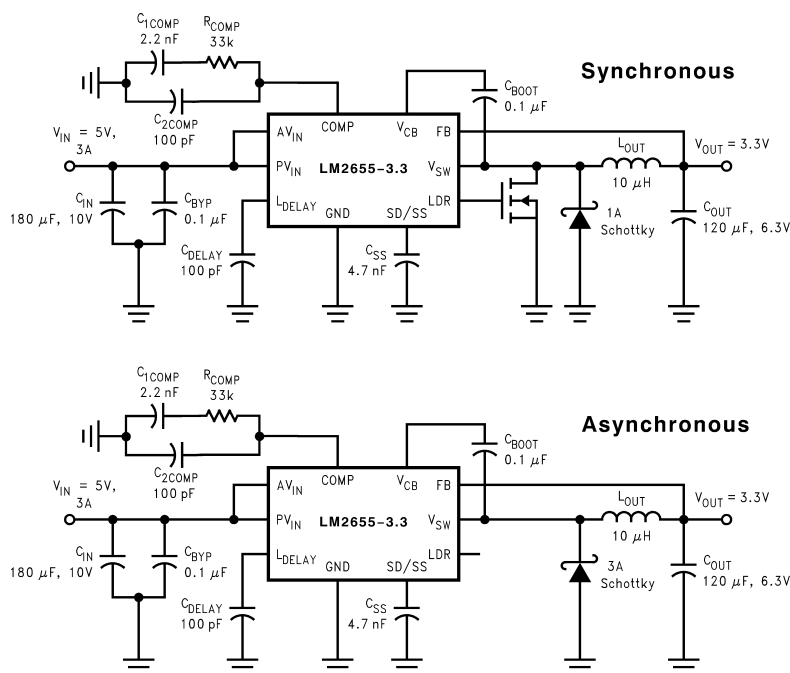 C1COMP
2.2 nF
RCOMP
33k
C2COMP
100 pF
Synchronous
CBOOT
0.1 µF
VIN = 5V,
3A
AVIN
COMP
VCB
FB
PVIN
LM2655-3.3
VSW
LDELAY
GND
SD/SS
LDR
LOUT
10 µH
VOUT = 3.3V
CIN
180 µF, 10V
CBYP
0.1 µF
CDELAY
100 pF
CSS
4.7 nF
1A
Schottky
COUT
120 µF, 6.3V
C1COMP
2.2 nF
RCOMP
33k
C2COMP
100 pF
Asynchronous
CBOOT
0.1 µF
VIN = 5V,
3A
AVIN
COMP
VCB
FB
PVIN
LM2655-3.3
VSW
LDELAY
GND
SD/SS
LDR
LOUT
10 µH
VOUT = 3.3V
CIN
180 µF, 10V
CBYP
0.1 µF
CDELAY
100 pF
CSS
4.7 nF
3A
Schottky
COUT
120 µF, 6.3V